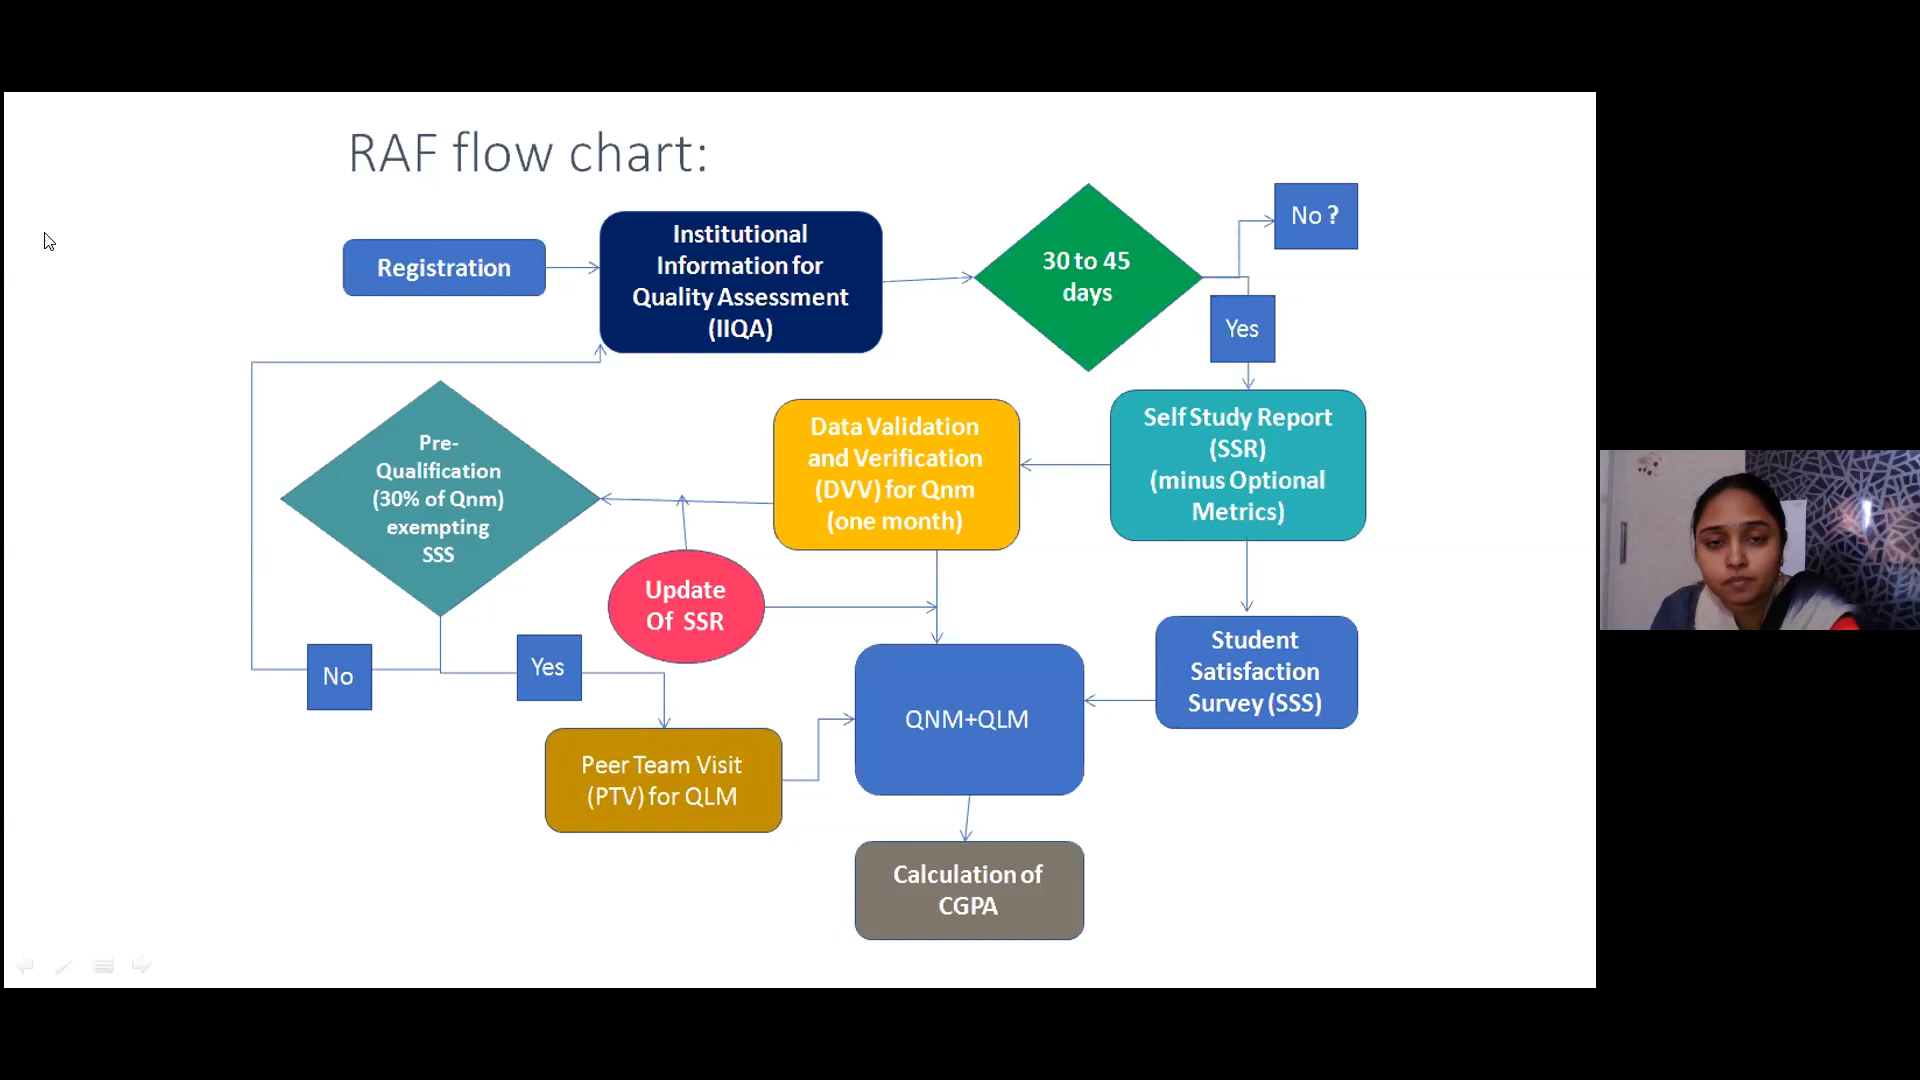 RAF flow chart:
Registration
Institutional
Information for
Quality Assessment
(IIQA)
30 to 45
days
No ?
Yes
Self Study Report
(SSR)
(minus Optional
Metrics)
Data Validation
and Verification
(DVV) for Qnm
(one month)
Pre-
Qualification
(30% of Qnm)
exempting
SSS
Update
Of SSR
No
Yes
Student
Satisfaction
Survey (SSS)
QNM+QLM
Peer Team Visit
(PTV) for QLM
Calculation of
CGPA